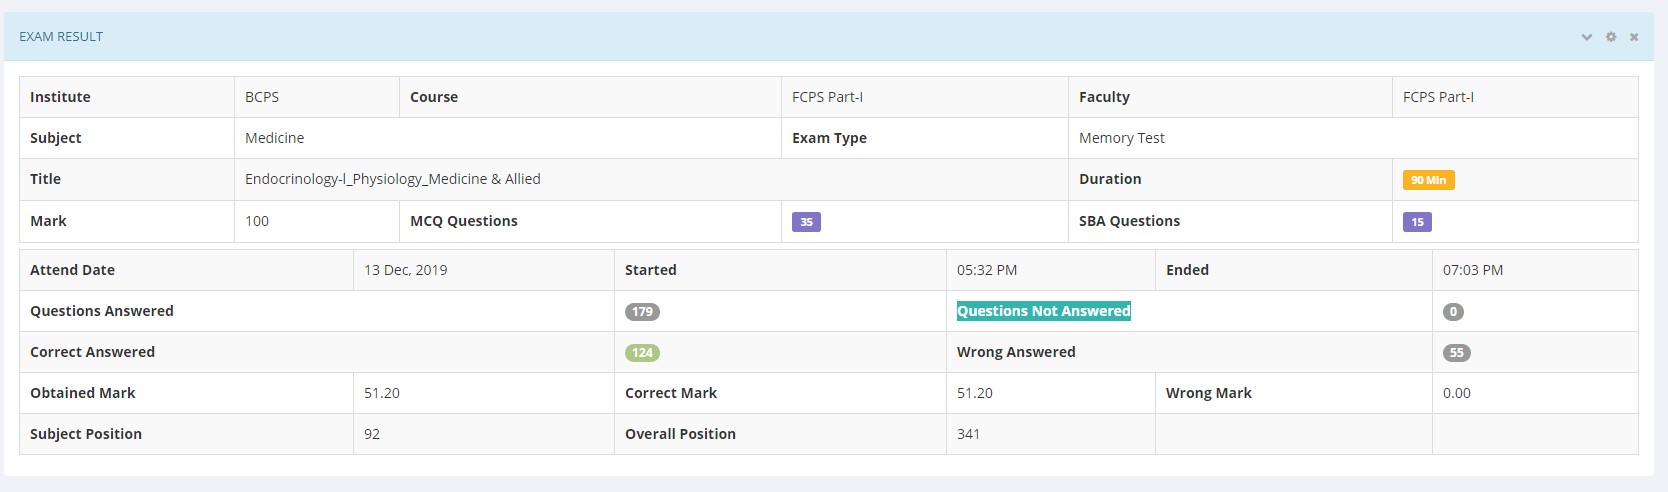 EXAM RESULT
Institute BCPS Course FCPS Part-I Faculty FCPS Part-I
Subject Medicine Exam Type Memory Test
Title Endocrinology-I_Physiology_Medicine & Allied Duration 90 Min
Mark 100 MCQ Questions 35 SBA Questions 15
Attend Date 13 Dec, 2019 Started 05:32 PM Ended 07:03 PM
Questions Answered 179 Questions Not Answered 0
Correct Answered 124 Wrong Answered 55
Obtained Mark 51.20 Correct Mark 51.20 Wrong Mark 0.00
Subject Position 92 Overall Position 341